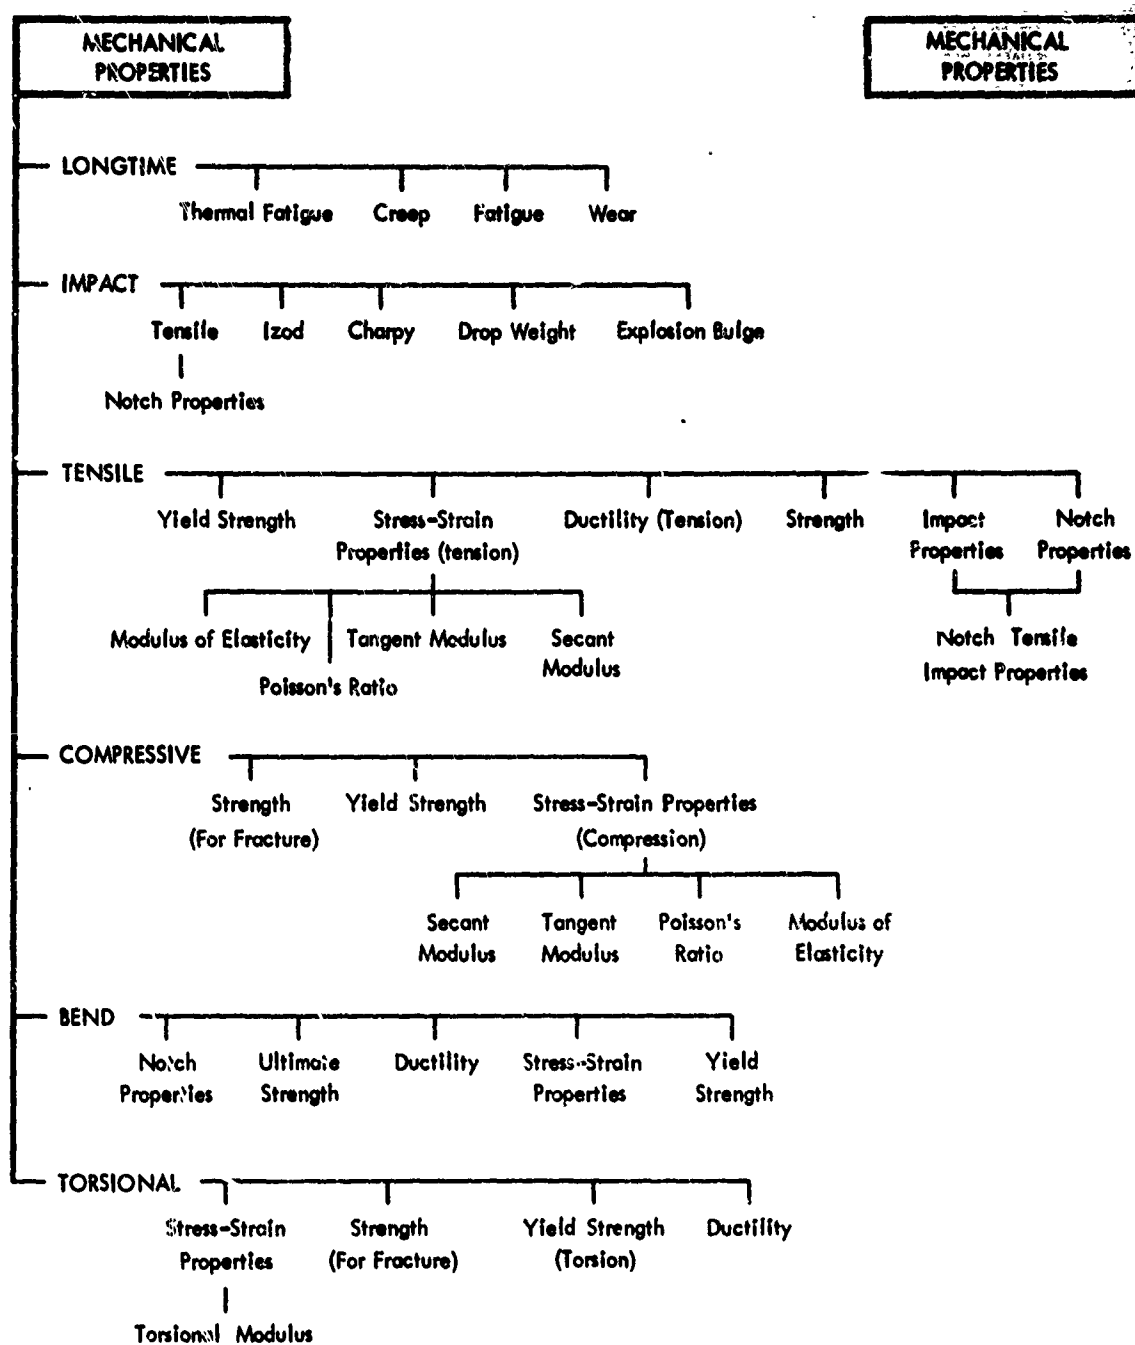 MECHANICAL
PROPERTIES
MECHANICAL
PROPERTIES
LONGTIME
Thermal Fatigue
Creep
Fatigue
Wear
IMPACT
Tensile
Izod
Charpy
Drop Weight
Explosion Bulge
Notch Properties
TENSILE
Yield Strength
Stress-Strain
Properties (tension)
Ductility (Tension)
Strength
Impact
Properties
Notch
Properties
Modulus of Elasticity
Poisson's Ratio
Tangent Modulus
Secant
Modulus
Notch Tensile
Impact Properties
COMPRESSIVE
Strength
(For Fracture)
Yield Strength
Stress-Strain Properties
(Compression)
Secant
Modulus
Tangent
Modulus
Poisson's
Ratio
Modulus of
Elasticity
BEND
Notch
Properties
Ultimate
Strength
Ductility
Stress-Strain
Properties
Yield
Strength
TORSIONAL
Stress-Strain
Properties
Strength
(For Fracture)
Yield Strength
(Torsion)
Ductility
Torsional Modulus